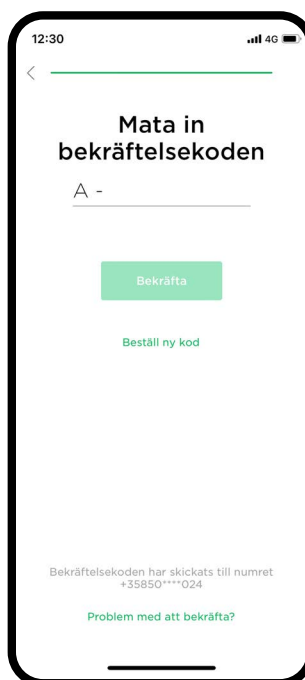 12:30
4G
Mata in
bekräftelsekoden
A -
Bekräfta
Beställ ny kod
Bekräftelsekoden har skickats till numret
+35850****024
Problem med att bekräfta?